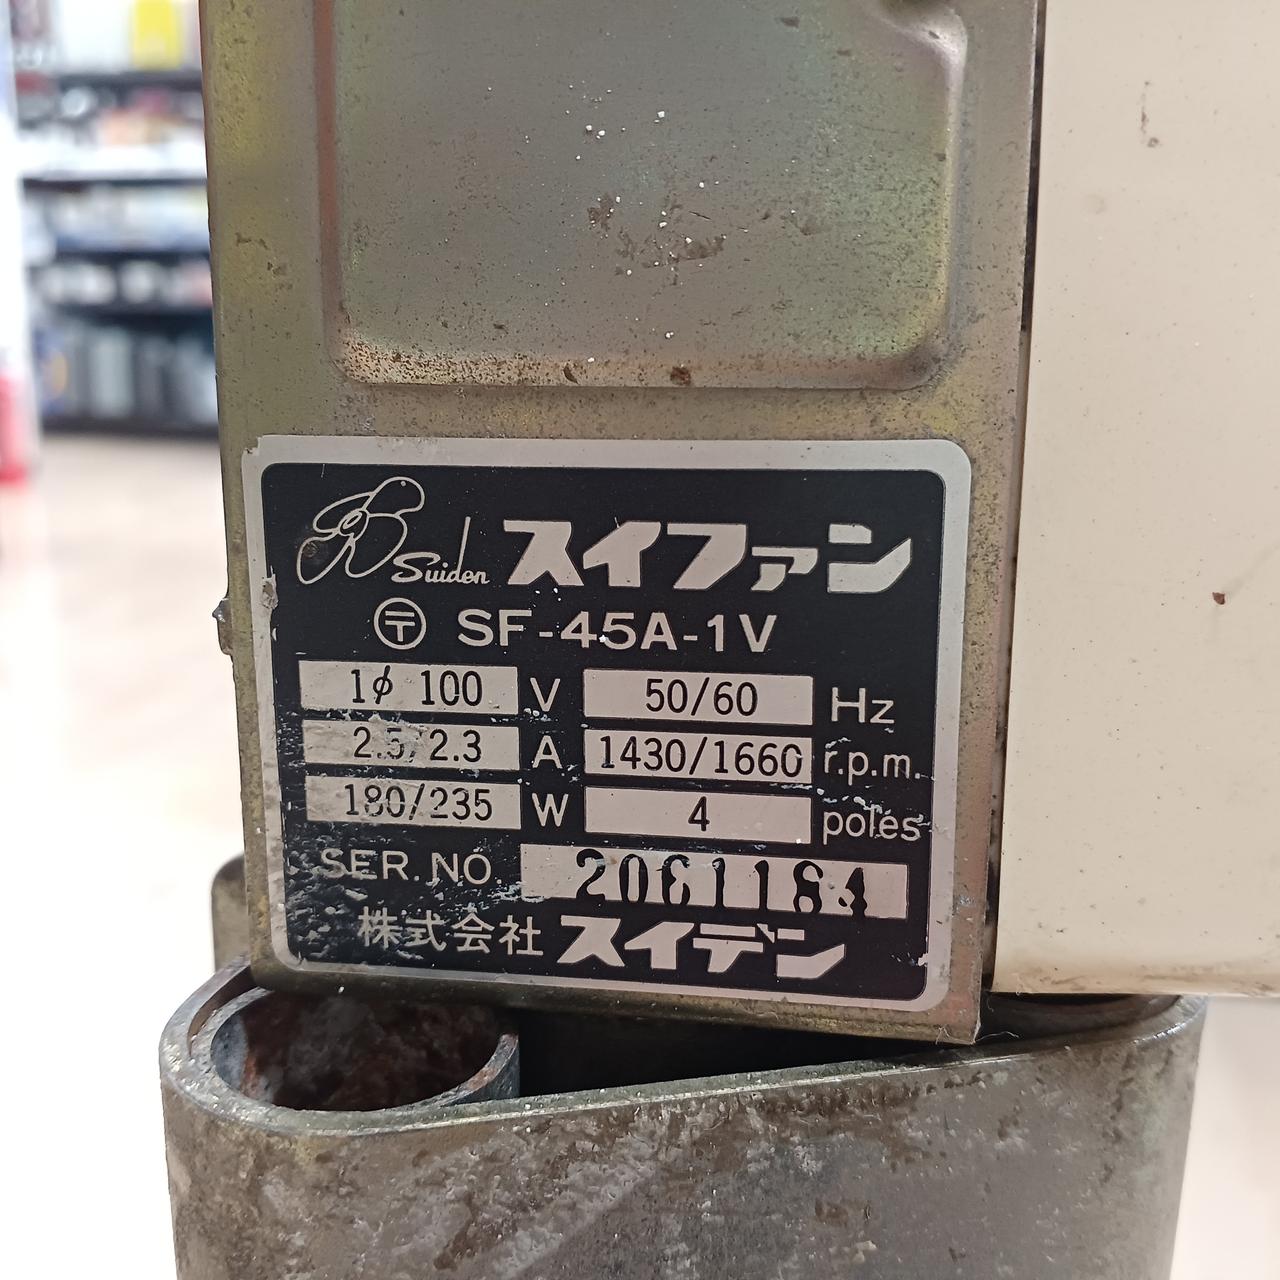 Suiden スイファン
〒 SF-45A-1V
1φ 100 V 50/60 Hz
2.5/2.3 A 1430/1660 r.p.m.
180/235 W 4 poles
SER. NO. 2061184
株式会社 スイデン